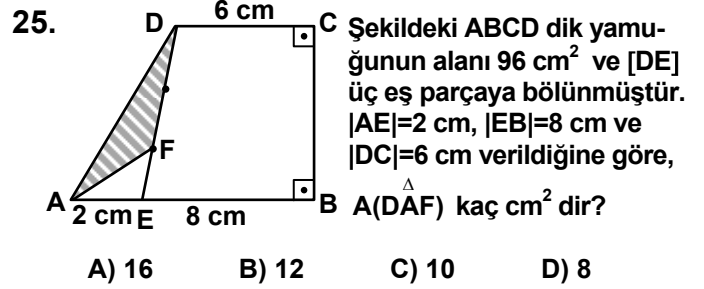 25.
6 cm
D
C
F
A
2 cm
E
8 cm
B
Şekildeki ABCD dik yamu-
ğunun alanı 96 cm² ve [DE]
üç eş parçaya bölünmüştür.
|AE|=2 cm, |EB|=8 cm ve
|DC|=6 cm verildiğine göre,
Δ
A(DAF) kaç cm² dir?
A) 16 B) 12 C) 10 D) 8